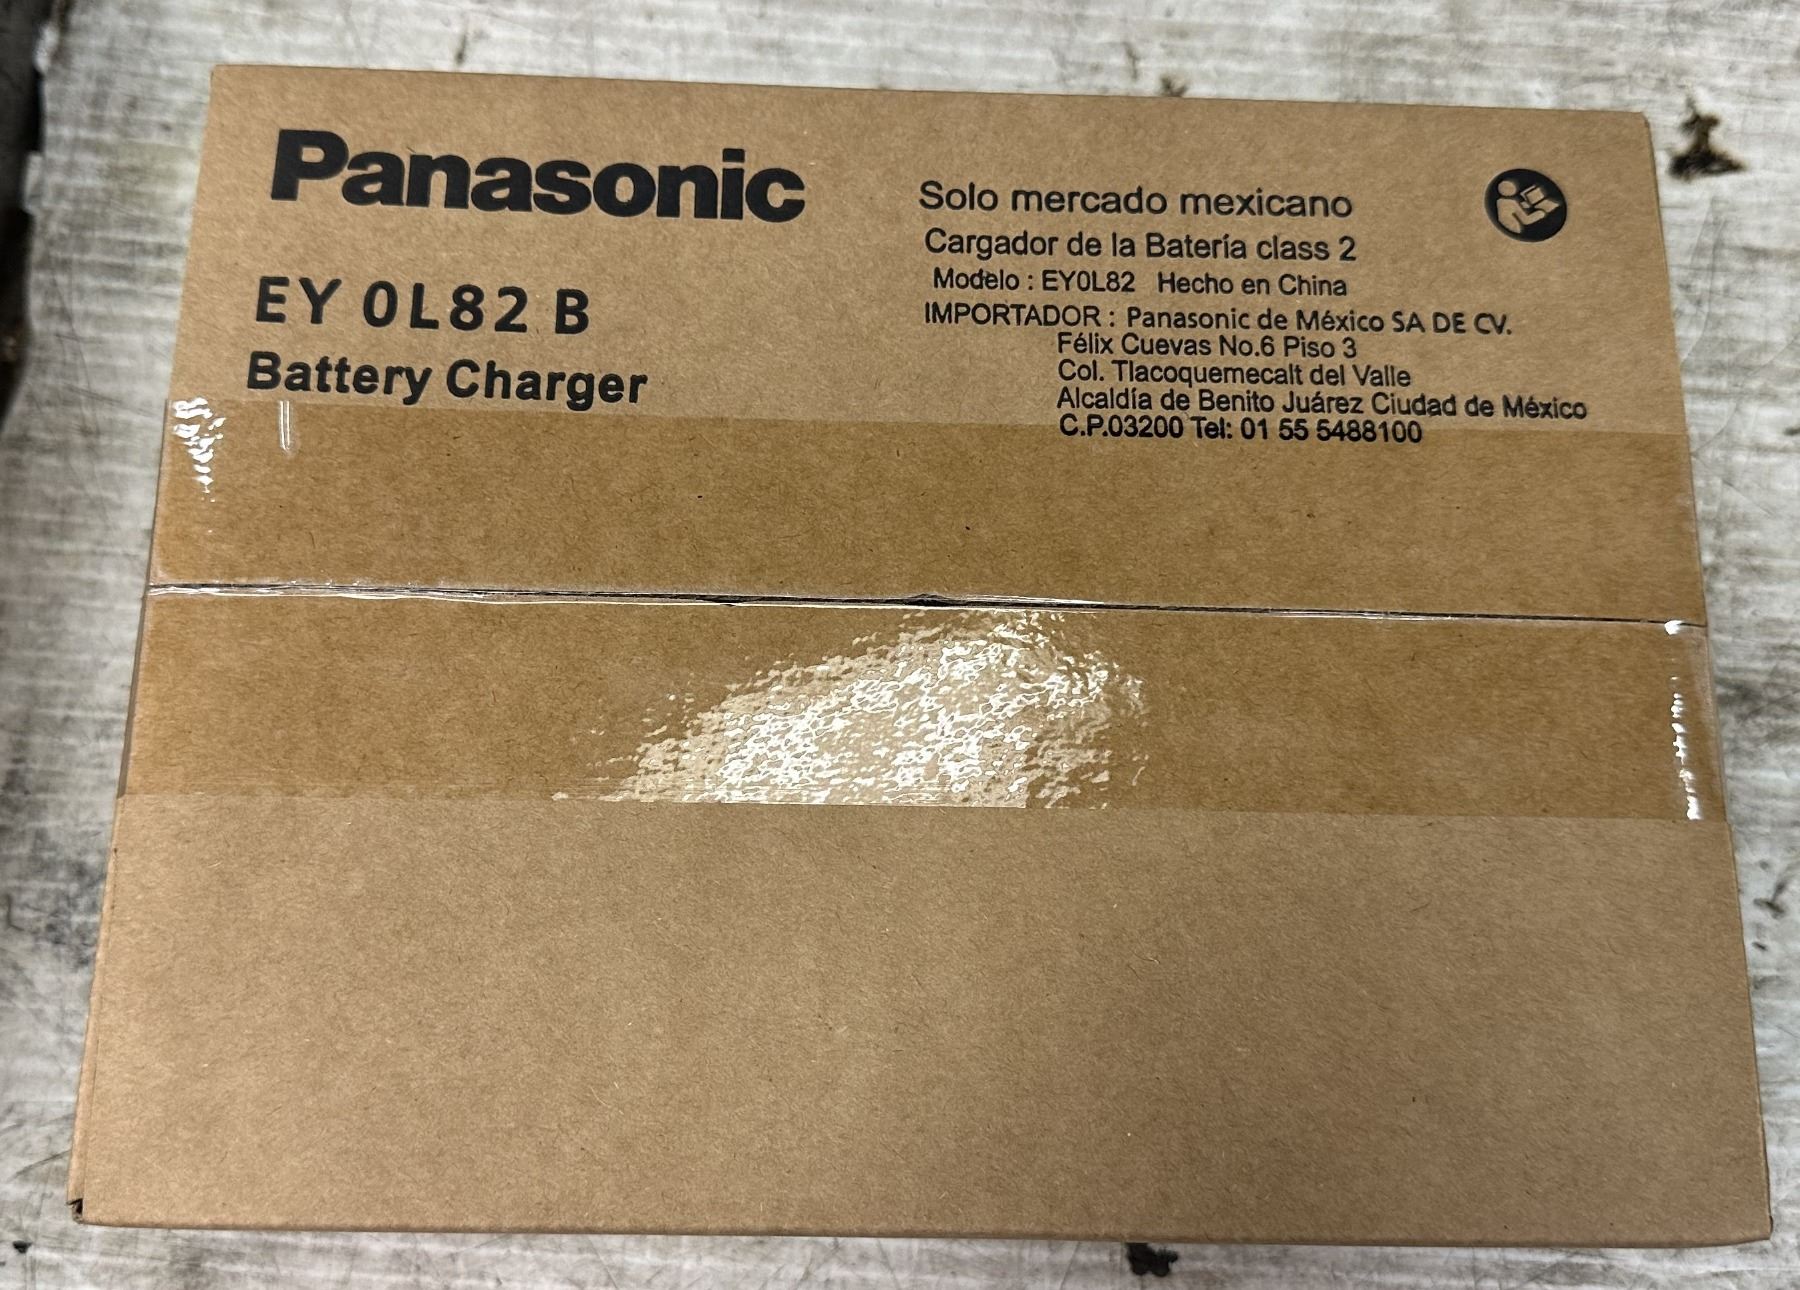 Panasonic
EY 0L82 B
Battery Charger
Solo mercado mexicano
Cargador de la Batería class 2
Modelo : EY0L82 Hecho en China
IMPORTADOR : Panasonic de México SA DE CV.
Félix Cuevas No.6 Piso 3
Col. Tlacoquemecalt del Valle
Alcaldía de Benito Juárez Ciudad de México
C.P.03200 Tel: 01 55 5488100